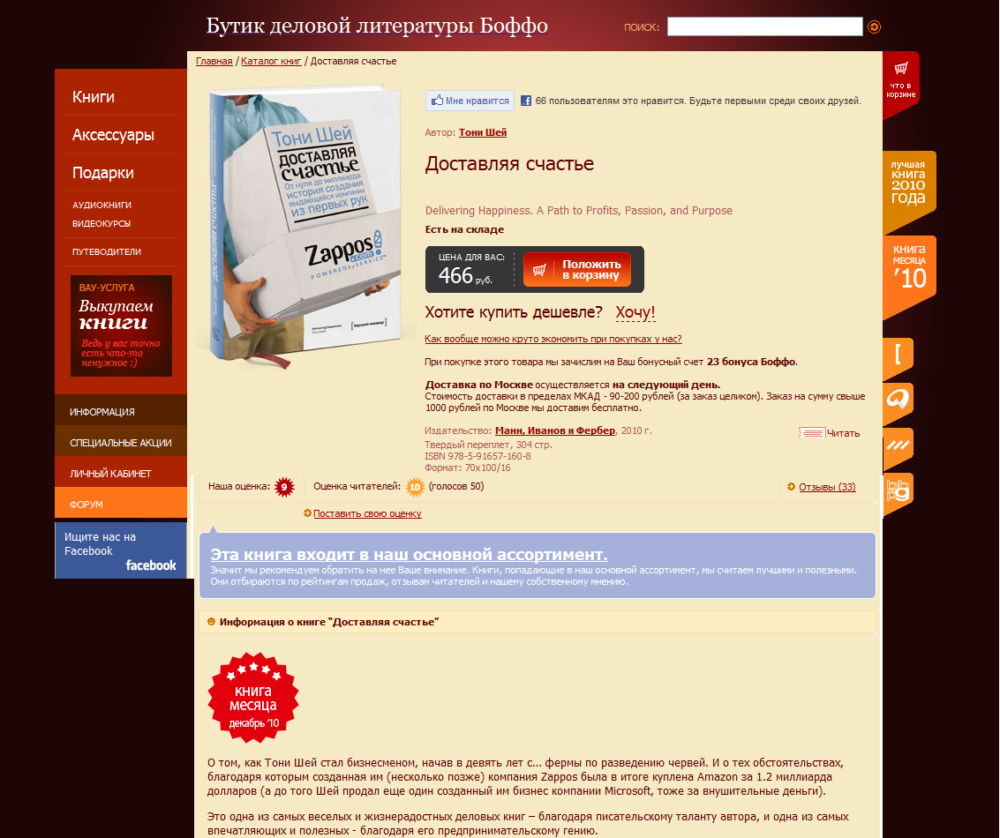 Бутик деловой литературы Боффо
ПОИСК:
Главная / Каталог книг / Доставляя счастье
что в
корзине
Книги
Аксессуары
Подарки
АУДИОКНИГИ
ВИДЕОКУРСЫ
ПУТЕВОДИТЕЛИ
ВАУ-УСЛУГА
Выкупаем
книги
Ведь у вас точно
есть что-то
ненужное :)
ИНФОРМАЦИЯ
СПЕЦИАЛЬНЫЕ АКЦИИ
ЛИЧНЫЙ КАБИНЕТ
ФОРУМ
Ищите нас на
Facebook
facebook
Тони Шей
ДОСТАВЛЯЯ
счастье
От нуля до миллиарда:
история создания
выдающейся компании
из первых рук
Zappos
.com
POWERED by SERVICE™
Мне нравится
66 пользователям это нравится. Будьте первыми среди своих друзей.
Автор: Тони Шей
Доставляя счастье
Delivering Happiness. A Path to Profits, Passion, and Purpose
Есть на складе
ЦЕНА ДЛЯ ВАС:
466 руб.
Положить
в корзину
Хотите купить дешевле? Хочу!
Как вообще можно круто экономить при покупках у нас?
При покупке этого товара мы зачислим на Ваш бонусный счет 23 бонуса Боффо.
Доставка по Москве осуществляется на следующий день.
Стоимость доставки в пределах МКАД - 90-200 рублей (за заказ целиком). Заказ на сумму свыше
1000 рублей по Москве мы доставим бесплатно.
Издательство: Манн, Иванов и Фербер, 2010 г.
Читать
Твердый переплет, 304 стр.
ISBN 978-5-91657-160-8
Формат: 70x100/16
лучшая
книга
2010
года
книга
месяца
’10
Наша оценка: 9
Оценка читателей: 10 (голосов 50)
Отзывы (33)
Поставить свою оценку
Эта книга входит в наш основной ассортимент.
Значит мы рекомендуем обратить на нее Ваше внимание. Книги, попадающие в наш основной ассортимент, мы считаем лучшими и полезными.
Они отбираются по рейтингам продаж, отзывам читателей и нашему собственному мнению.
Информация о книге “Доставляя счастье”
книга
месяца
декабрь ’10
О том, как Тони Шей стал бизнесменом, начав в девять лет с... фермы по разведению червей. И о тех обстоятельствах,
благодаря которым созданная им (несколько позже) компания Zappos была в итоге куплена Amazon за 1.2 миллиарда
долларов (а до того Шей продал еще один созданный им бизнес компании Microsoft, тоже за внушительные деньги).
Это одна из самых веселых и жизнерадостных деловых книг – благодаря писательскому таланту автора, и одна из самых
впечатляющих и полезных - благодаря его предпринимательскому гению.